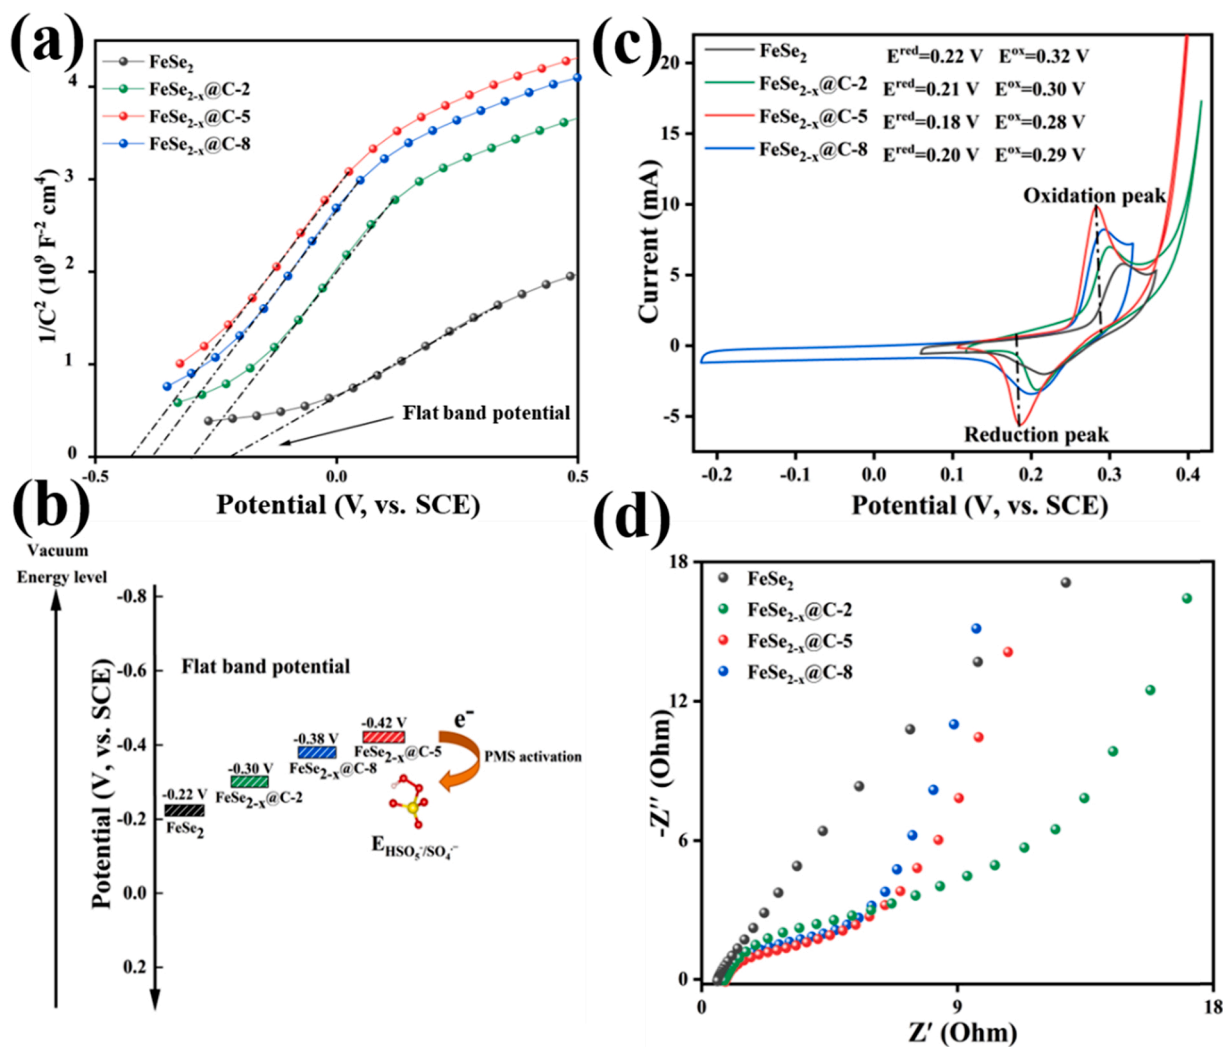 (a)
FeSe2
FeSe2-x@C-2
FeSe2-x@C-5
FeSe2-x@C-8
Flat band potential
1/C² (10⁹ F⁻² cm⁴)
4
3
2
1
0
-0.5
0.0
0.5
Potential (V, vs. SCE)
(c)
FeSe2 Eʳᵉᵈ=0.22 V Eᵒˣ=0.32 V
FeSe2-x@C-2 Eʳᵉᵈ=0.21 V Eᵒˣ=0.30 V
FeSe2-x@C-5 Eʳᵉᵈ=0.18 V Eᵒˣ=0.28 V
FeSe2-x@C-8 Eʳᵉᵈ=0.20 V Eᵒˣ=0.29 V
Oxidation peak
Reduction peak
Current (mA)
20
15
10
5
0
-5
-0.2
-0.1
0.0
0.1
0.2
0.3
0.4
Potential (V, vs. SCE)
(b)
Vacuum
Energy level
Potential (V, vs. SCE)
-0.8
-0.6
-0.4
-0.2
0.0
0.2
Flat band potential
-0.22 V
FeSe2
-0.30 V
FeSe2-x@C-2
-0.38 V
FeSe2-x@C-8
-0.42 V
FeSe2-x@C-5
e⁻
PMS activation
E HSO5⁻/SO4·⁻
(d)
FeSe2
FeSe2-x@C-2
FeSe2-x@C-5
FeSe2-x@C-8
-Z″ (Ohm)
18
12
6
0
0
9
18
Z′ (Ohm)